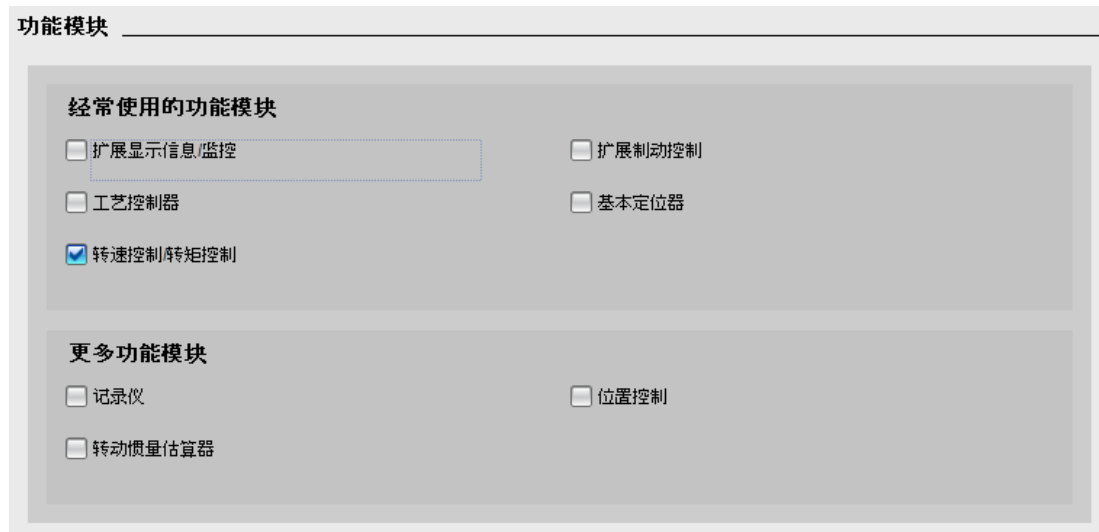 功能模块
经常使用的功能模块
扩展显示信息/监控
扩展制动控制
工艺控制器
基本定位器
转速控制/转矩控制
更多功能模块
记录仪
位置控制
转动惯量估算器